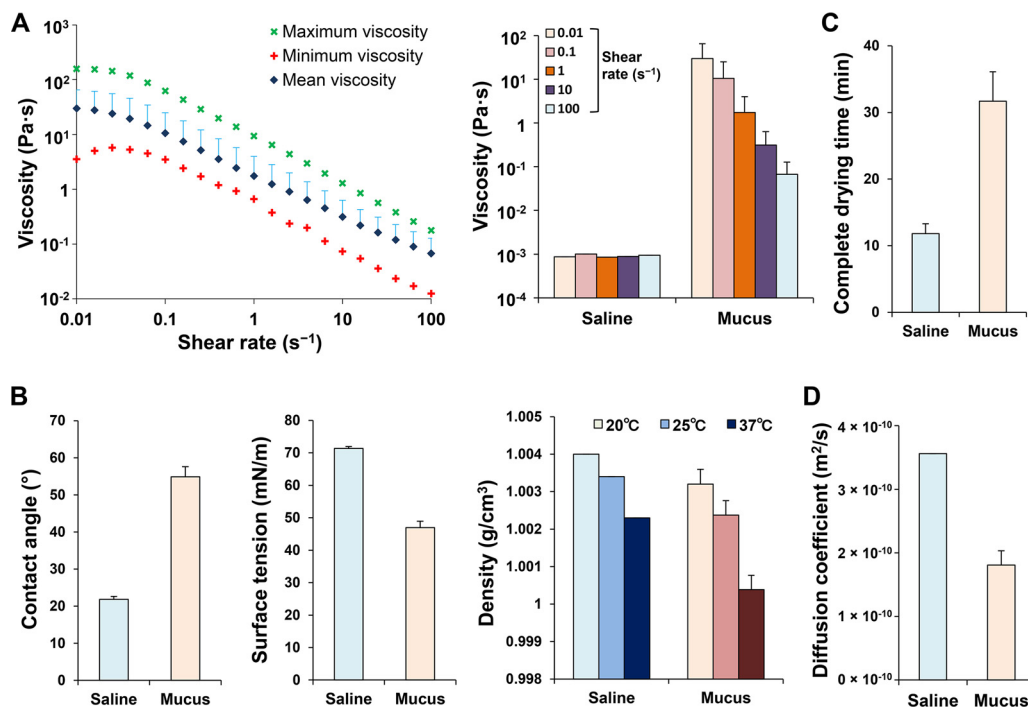 A
Viscosity (Pa·s)
10³
10²
10¹
1
10⁻¹
10⁻²
0.01
0.1
1
10
100
Shear rate (s⁻¹)
Maximum viscosity
Minimum viscosity
Mean viscosity
Viscosity (Pa·s)
10²
10¹
1
10⁻¹
10⁻²
10⁻³
10⁻⁴
0.01
0.1
1
10
100
Shear
rate (s⁻¹)
Saline
Mucus
C
Complete drying time (min)
40
30
20
10
0
Saline
Mucus
B
Contact angle (°)
70
60
50
40
30
20
10
0
Saline
Mucus
Surface tension (mN/m)
80
70
60
50
40
30
20
10
0
Saline
Mucus
Density (g/cm³)
1.005
1.004
1.003
1.002
1.001
1
0.999
0.998
20℃
25℃
37℃
Saline
Mucus
D
Diffusion coefficient (m²/s)
4 × 10⁻¹⁰
3 × 10⁻¹⁰
2 × 10⁻¹⁰
1 × 10⁻¹⁰
0 × 10⁻¹⁰
Saline
Mucus